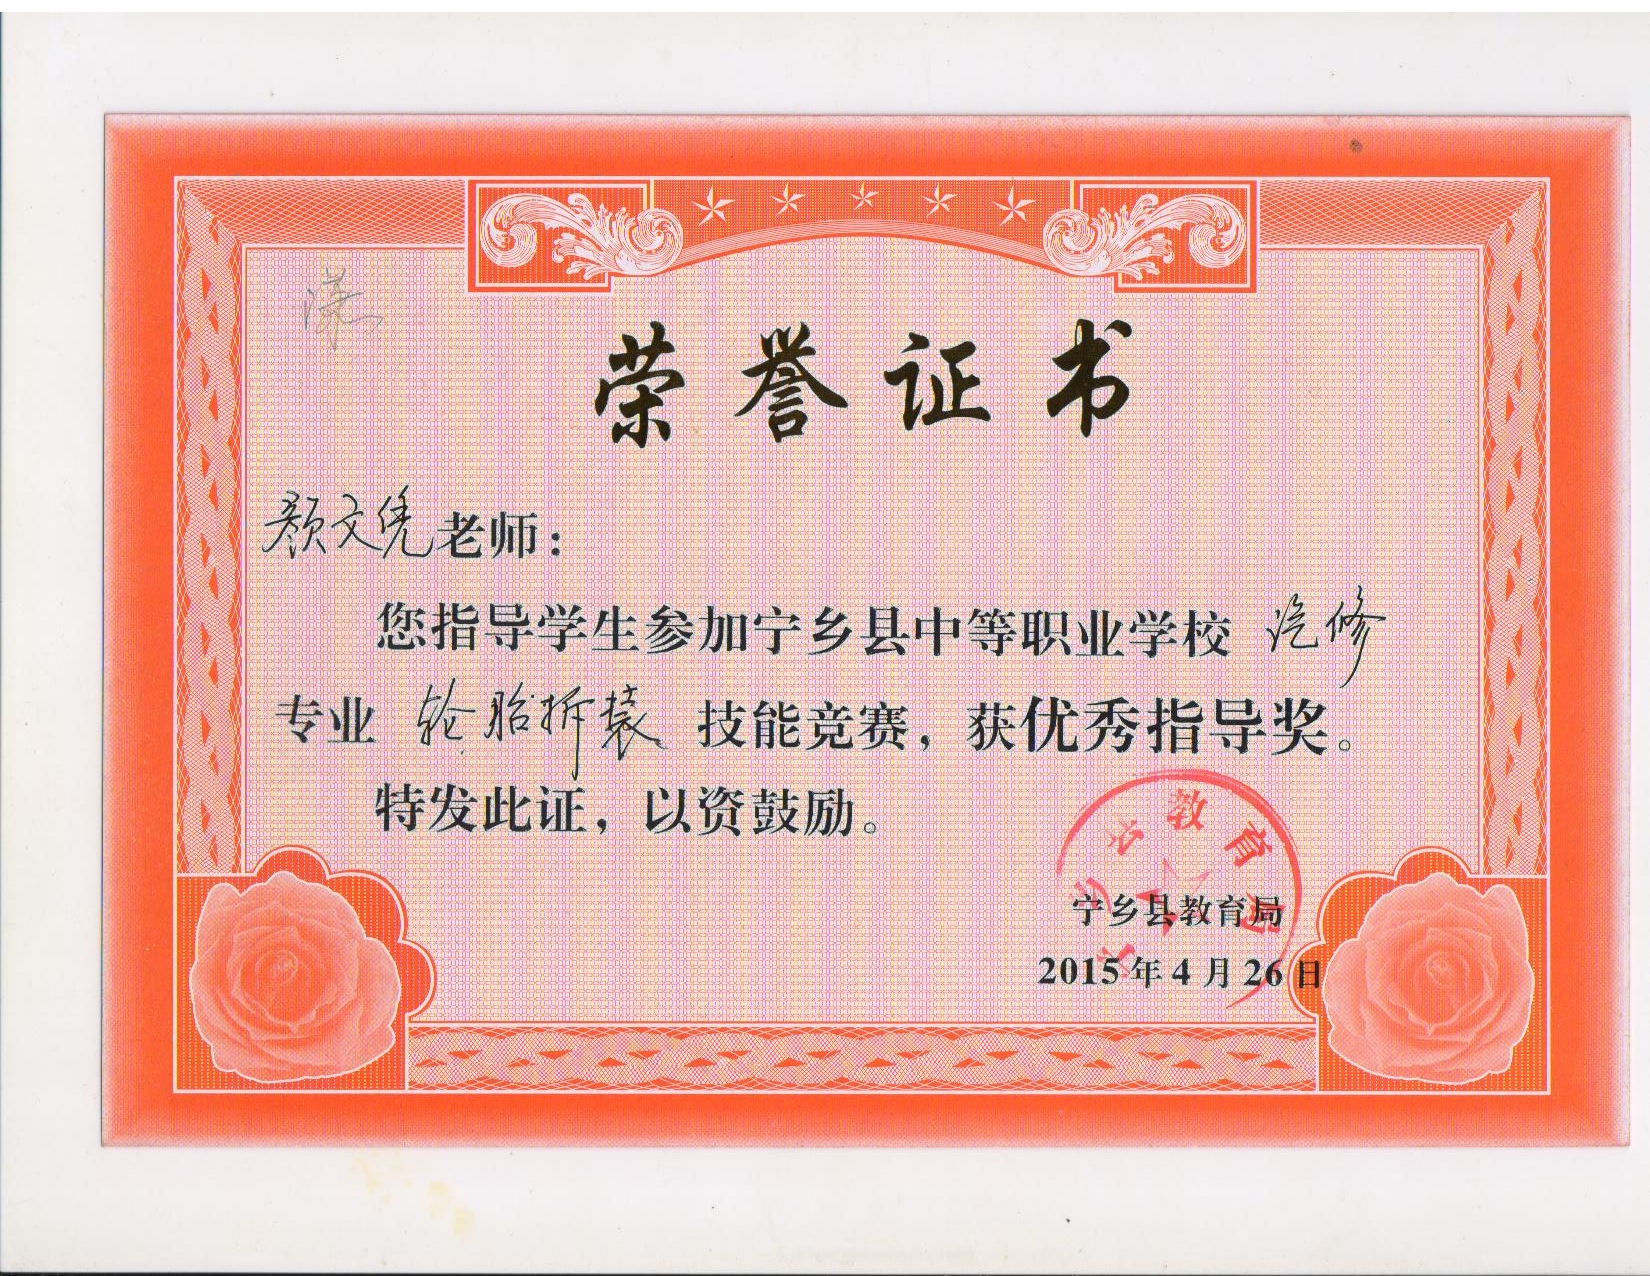 荣誉证书
颜文凭老师：
您指导学生参加宁乡县中等职业学校 汽修
专业 轮胎拆装 技能竞赛，获优秀指导奖。
特发此证，以资鼓励。
教育局
宁乡县教育局
2015年4月26日